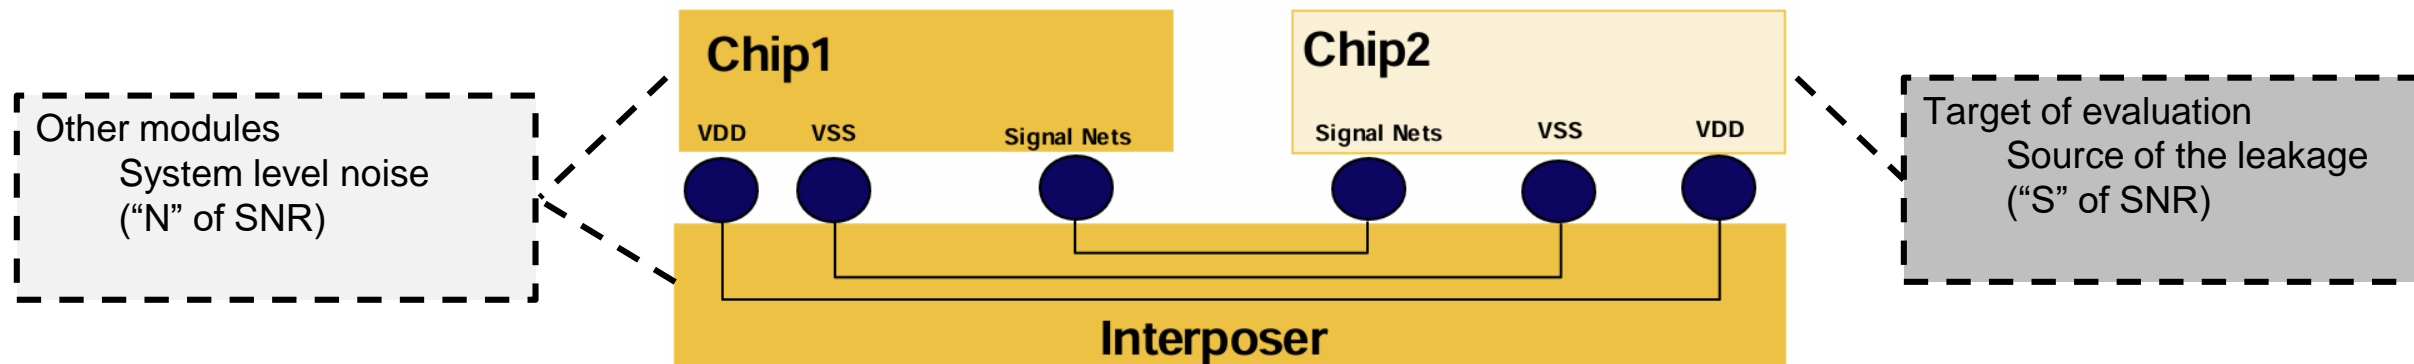 Chip1
Chip2
Other modules
System level noise
(“N” of SNR)
Target of evaluation
Source of the leakage
(“S” of SNR)
VDD VSS Signal Nets
Signal Nets VSS VDD
Interposer